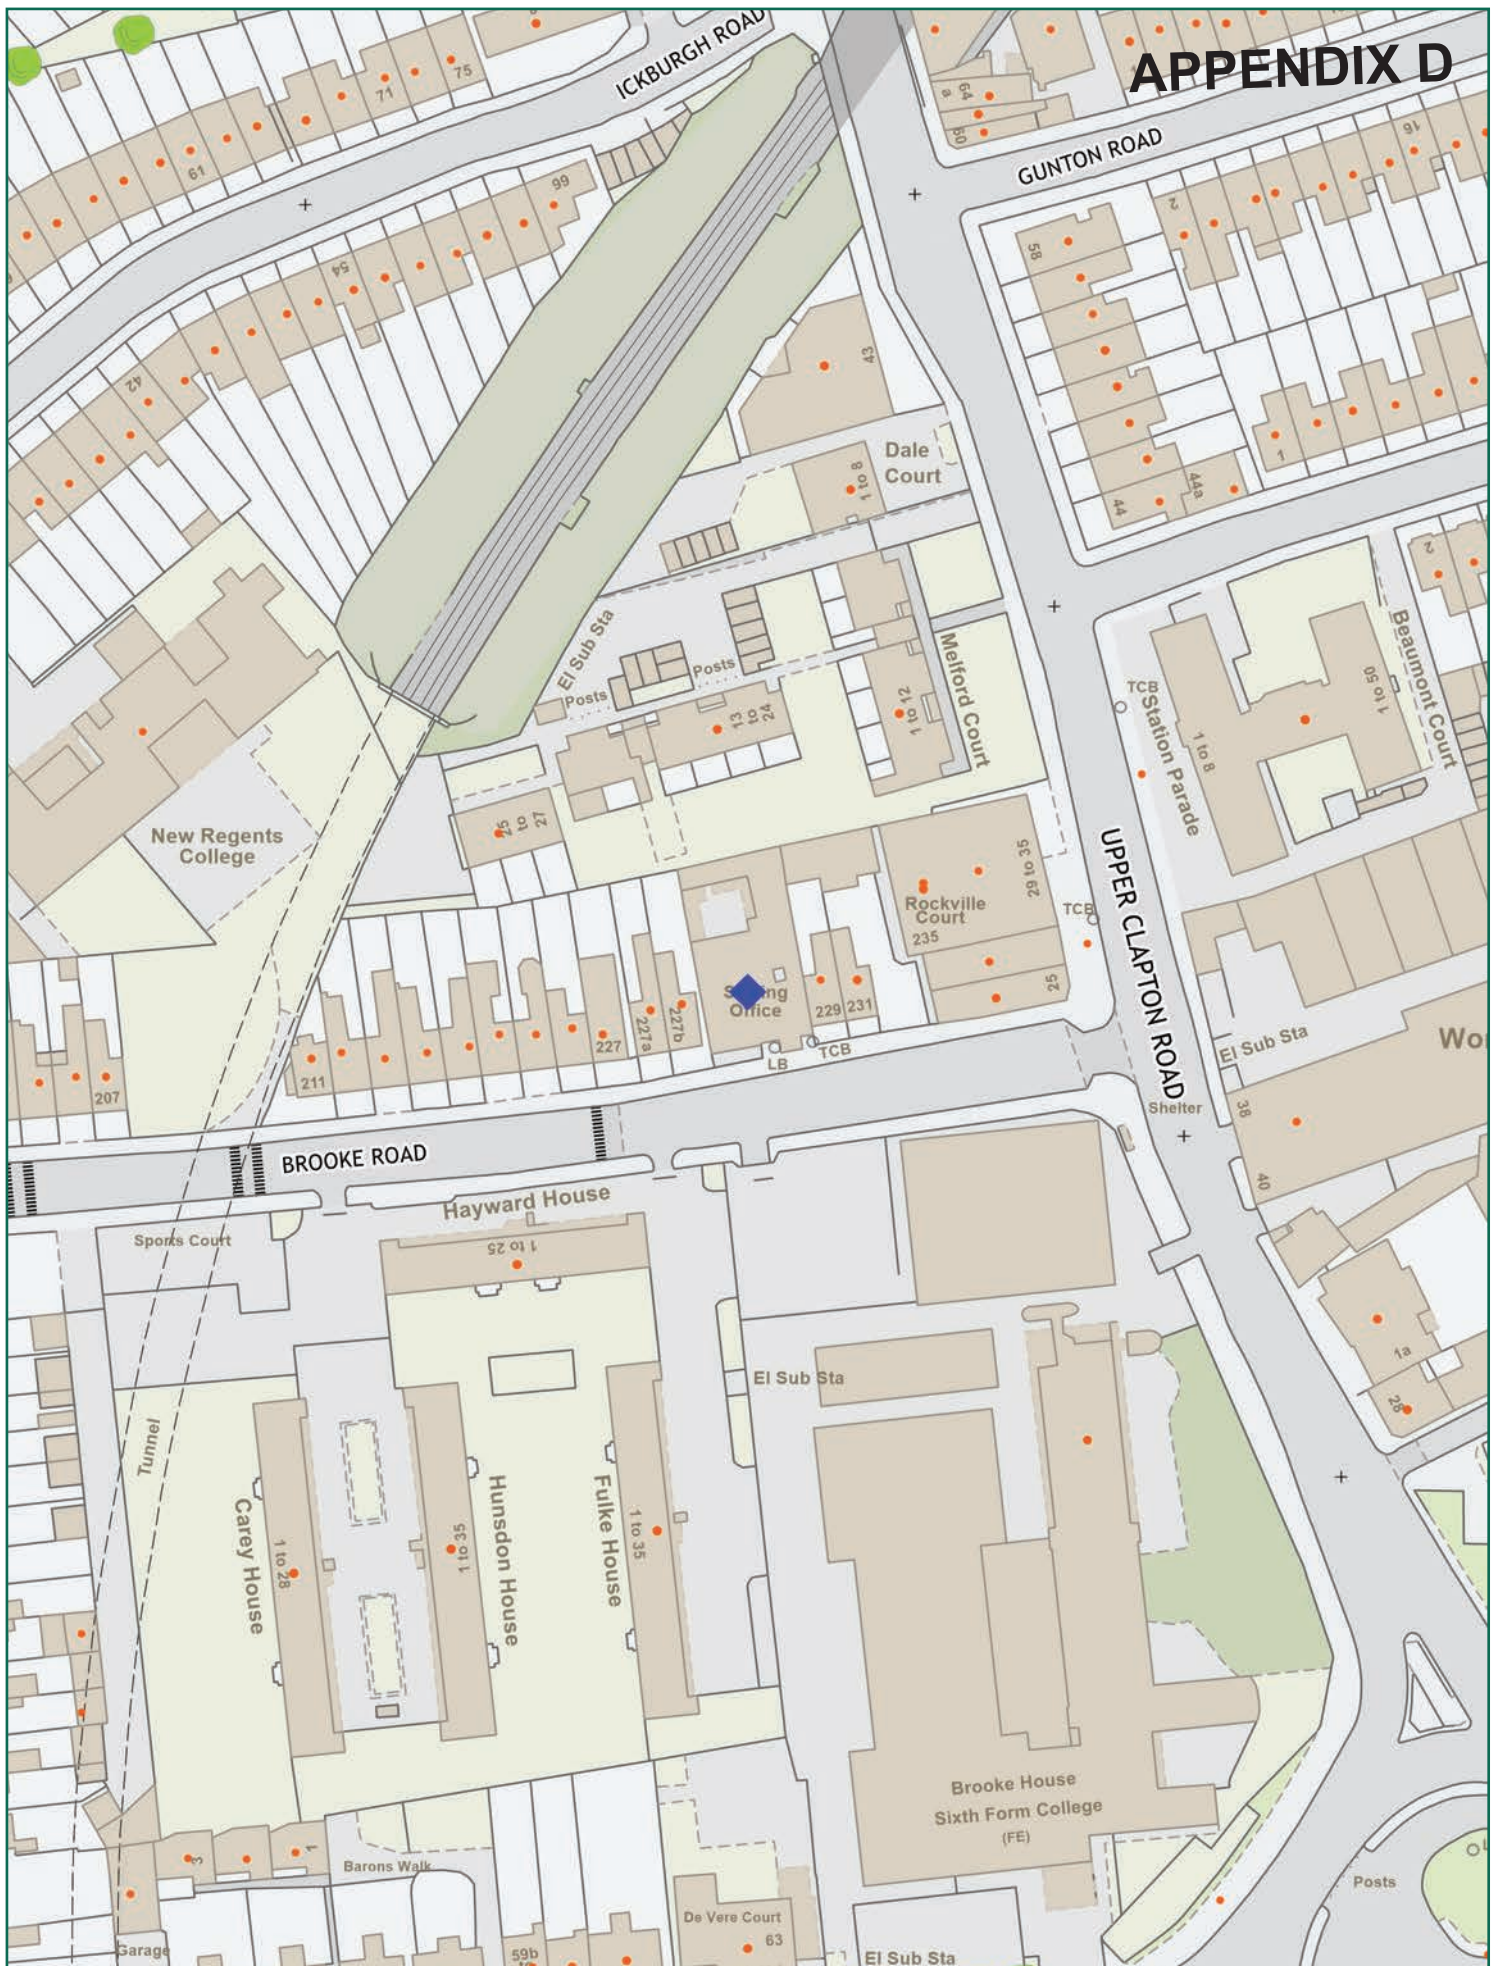 APPENDIX D
ICKBURGH ROAD
75
71
61
64
a
60
GUNTON ROAD
16
2
66
54
42
58
43
Dale
Court
1 to 8
1
44a
44
2
El Sub Sta
Posts
Posts
13
to
24
1 to 12
Melford Court
TCB
Station Parade
1 to 8
1 to 50
Beaumont Court
25
to
27
New Regents
College
29 to 35
Rockville
Court
235
25
TCB
UPPER CLAPTON ROAD
Office
229
231
227a
227b
227
211
207
LB
TCB
El Sub Sta
38
40
Shelter
BROOKE ROAD
Hayward House
1 to 25
Sports Court
Tunnel
1a
28
El Sub Sta
Carey House
1 to 28
1 to 35
Hunsdon House
Fulke House
1 to 35
Brooke House
Sixth Form College
(FE)
3
1
Barons Walk
De Vere Court
63
59b
Garage
El Sub Sta
Posts